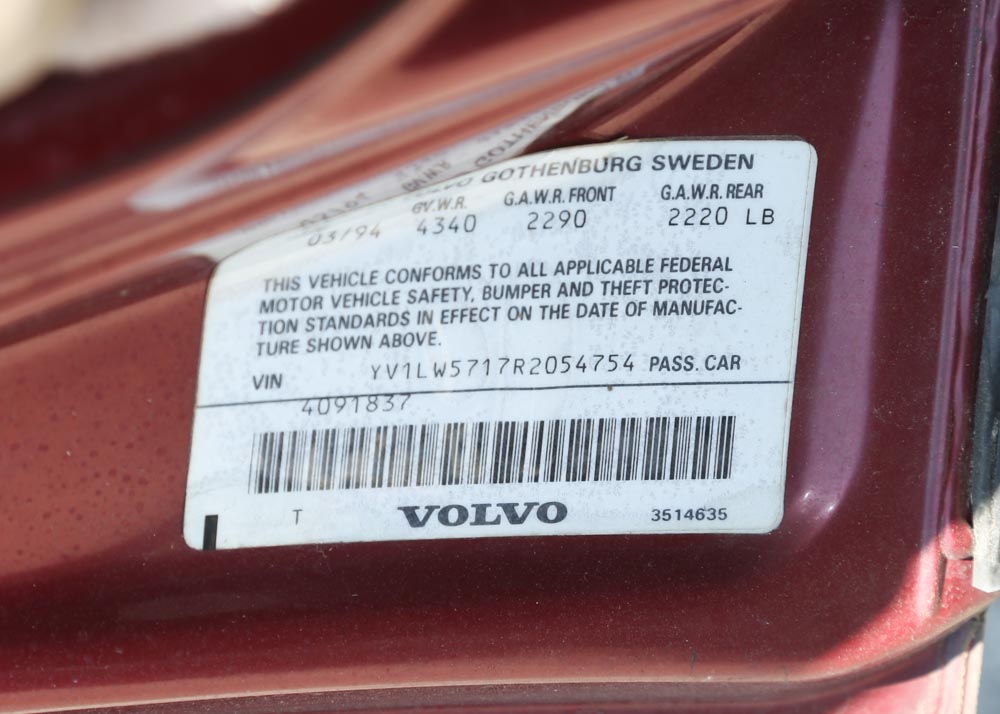 VOLVO GOTHENBURG SWEDEN
G.V.W.R. G.A.W.R. FRONT G.A.W.R. REAR
03/94 4340 2290 2220 LB
THIS VEHICLE CONFORMS TO ALL APPLICABLE FEDERAL
MOTOR VEHICLE SAFETY, BUMPER AND THEFT PROTEC-
TION STANDARDS IN EFFECT ON THE DATE OF MANUFAC-
TURE SHOWN ABOVE.
VIN YV1LW5717R2054754 PASS. CAR
4091837
T VOLVO 3514635